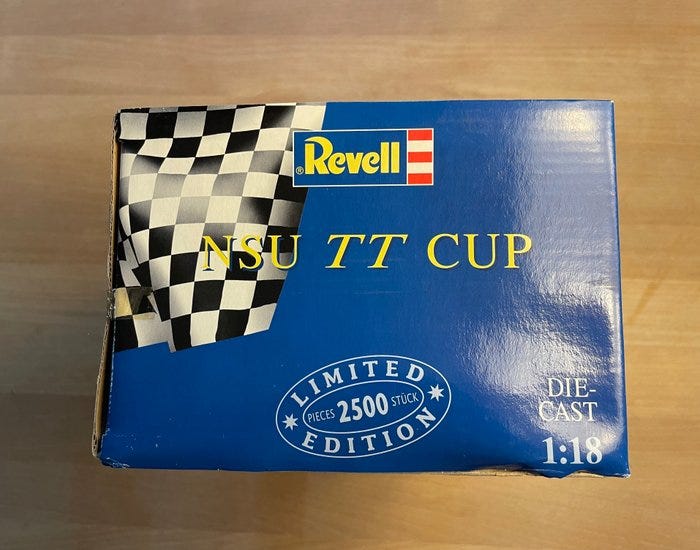 ®Revell
NSU TT CUP
LIMITED
PIECES 2500 STÜCK
EDITION
DIE-
CAST
1:18